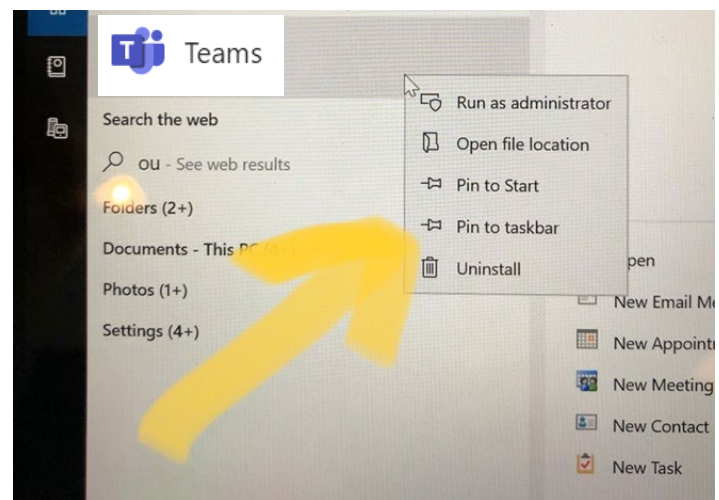 Teams
Search the web
ou - See web results
Folders (2+)
Documents - This PC (4+)
Photos (1+)
Settings (4+)
Run as administrator
Open file location
Pin to Start
Pin to taskbar
Uninstall
pen
New Email Me
New Appointr
New Meeting
New Contact
New Task